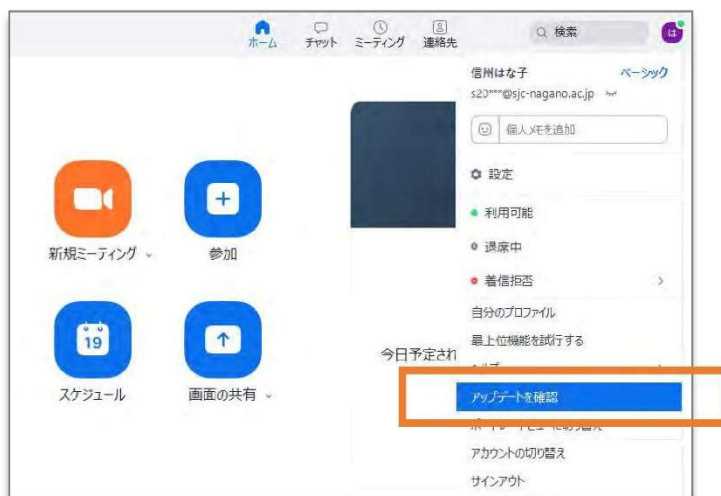 ホーム チャット ミーティング 連絡先 検索 は
信州はな子 ベーシック
s20***@sjc-nagano.ac.jp
個人メモを追加
設定
利用可能
退席中
新規ミーティング 参加
着信拒否
自分のプロファイル
最上位機能を試行する
今日予定され
19
スケジュール 画面の共有
アップデートを確認
アカウントの切り替え
サインアウト